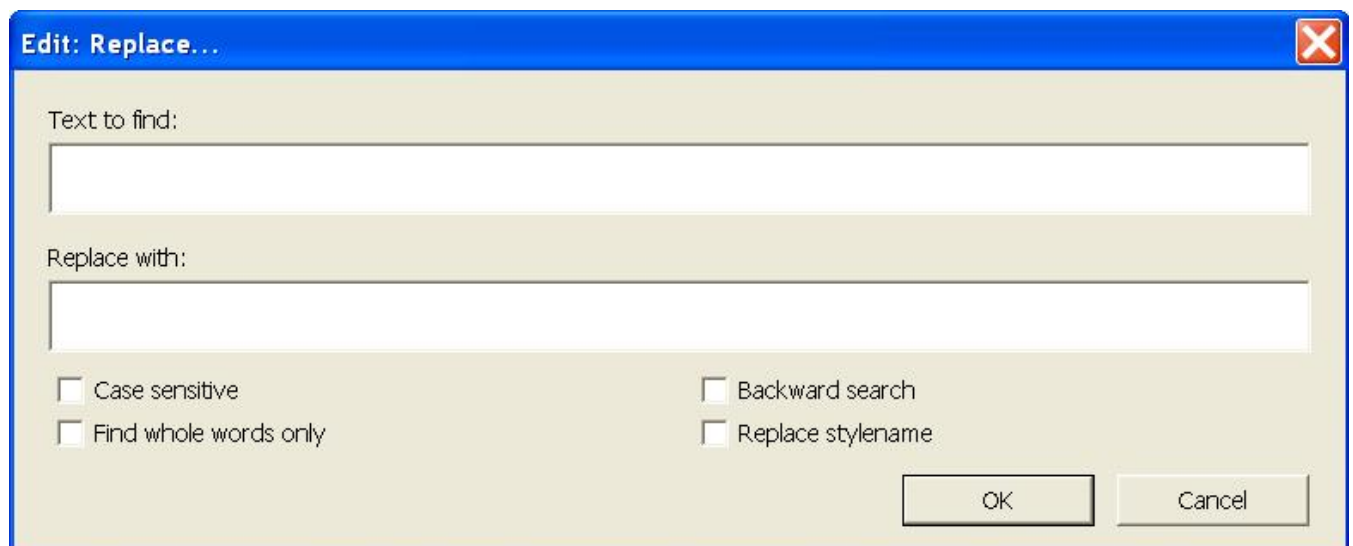 Edit: Replace...
Text to find:
Replace with:
Case sensitive
Backward search
Find whole words only
Replace stylename
OK
Cancel